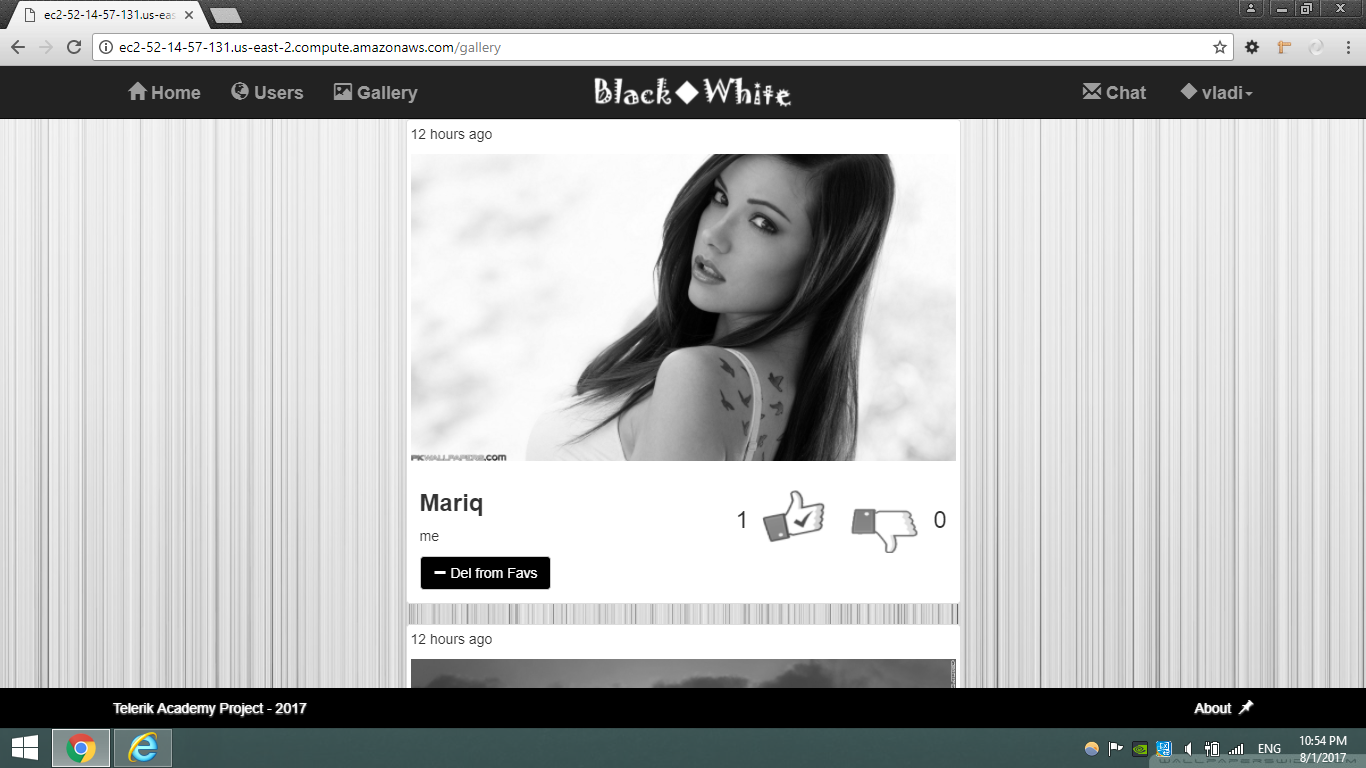 ec2-52-14-57-131.us-eas
ec2-52-14-57-131.us-east-2.compute.amazonaws.com/gallery
Home Users Gallery Black◆White Chat vladi
12 hours ago
PKWALLPAPERS.com
Mariq
me
1 0
Del from Favs
12 hours ago
Telerik Academy Project - 2017 About
ENG
10:54 PM
8/1/2017